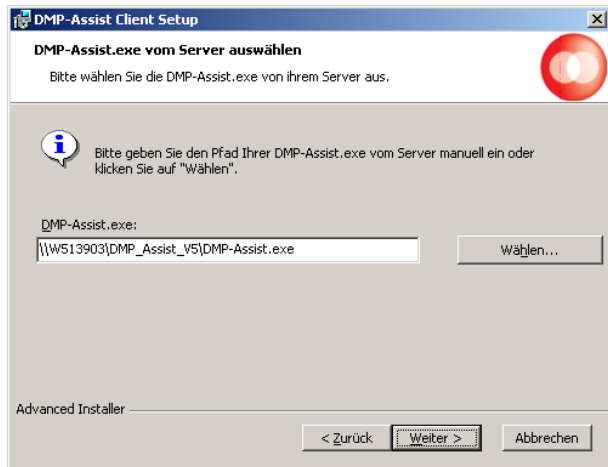 DMP-Assist Client Setup
DMP-Assist.exe vom Server auswählen
Bitte wählen Sie die DMP-Assist.exe von ihrem Server aus.
Bitte geben Sie den Pfad Ihrer DMP-Assist.exe vom Server manuell ein oder
klicken Sie auf "Wählen".
DMP-Assist.exe:
\\W513903\DMP_Assist_V5\DMP-Assist.exe
Wählen...
Advanced Installer
< Zurück
Weiter >
Abbrechen